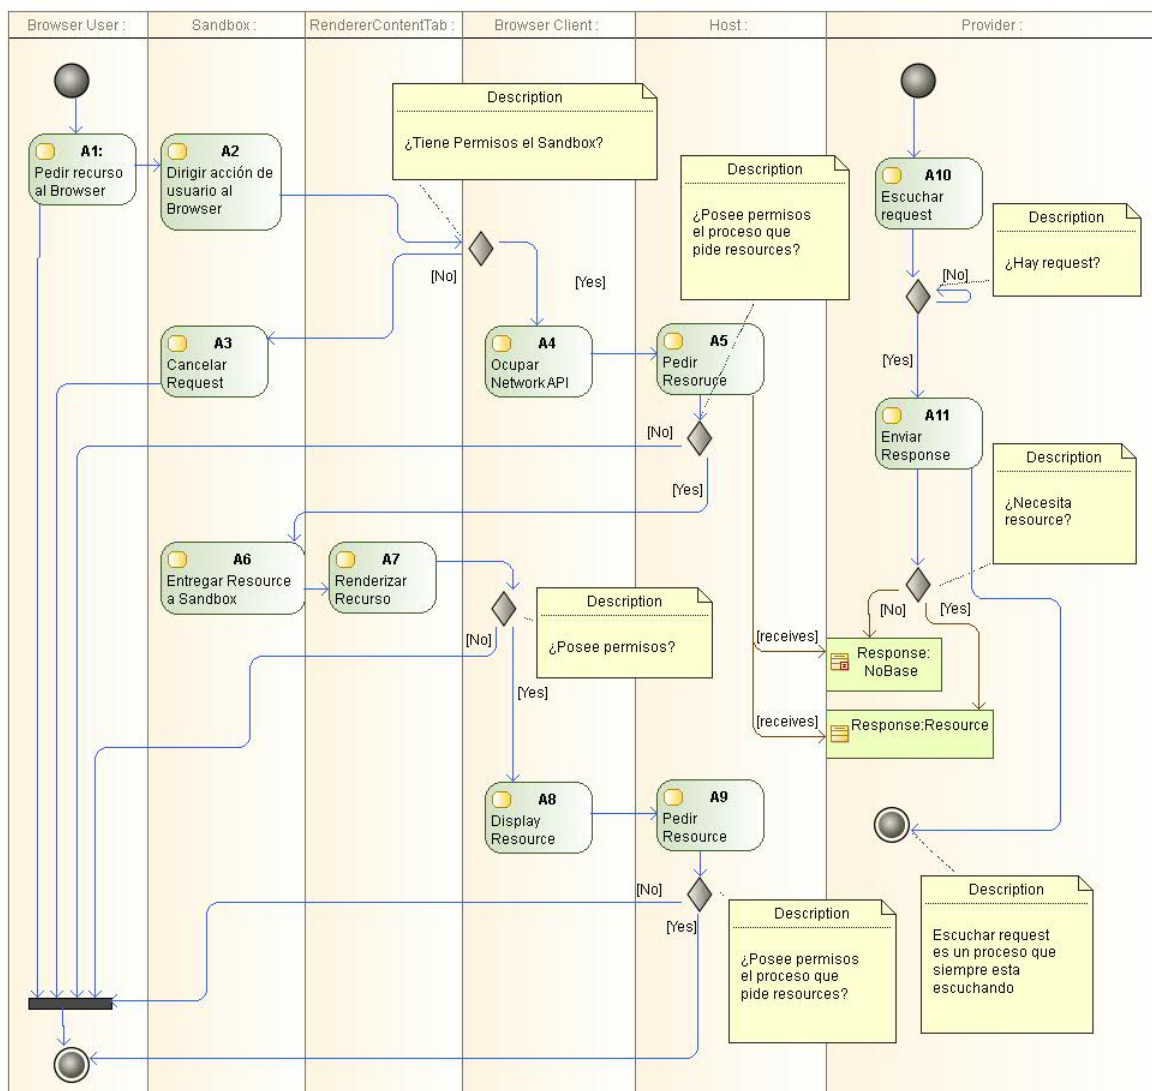 Browser User :
Sandbox :
RendererContentTab :
Browser Client :
Host :
Provider :
Description
¿Tiene Permisos el Sandbox?
A1:
Pedir recurso
al Browser
A2
Dirigir acción de
usuario al
Browser
Description
¿Posee permisos
el proceso que
pide resources?
A10
Escuchar
request
Description
¿Hay request?
[No]
[Yes]
[No]
A3
Cancelar
Request
A4
Ocupar
NetworkAPI
A5
Pedir
Resoruce
[Yes]
A11
Enviar
Response
[No]
[Yes]
Description
¿Necesita
resource?
A6
Entregar Resource
a Sandbox
A7
Renderizar
Recurso
Description
¿Posee permisos?
[No]
[Yes]
[No]
[Yes]
[receives]
Response:
NoBase
[receives]
Response:Resource
A8
Display
Resource
A9
Pedir
Resource
[No]
[Yes]
Description
¿Posee permisos
el proceso que
pide resources?
Description
Escuchar request
es un proceso que
siempre esta
escuchando